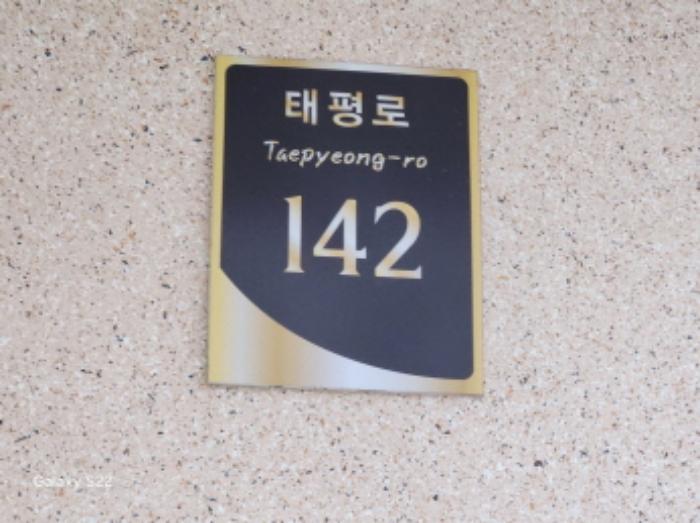 태평로
Taepyeong-ro
142
Galaxy S22